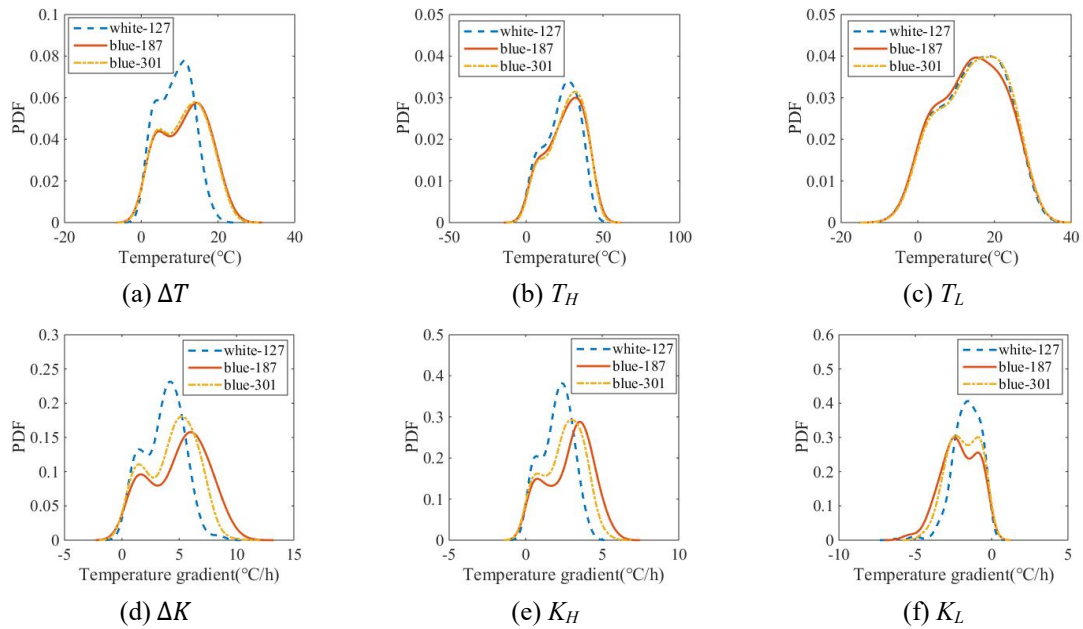 0.1
0.08
0.06
0.04
0.02
0
PDF
-20
0
20
40
Temperature(°C)
white-127
blue-187
blue-301
(a) ΔT
0.05
0.04
0.03
0.02
0.01
0
PDF
-50
0
50
100
Temperature(°C)
white-127
blue-187
blue-301
(b) T_H
0.05
0.04
0.03
0.02
0.01
0
PDF
-20
0
20
40
Temperature(°C)
white-127
blue-187
blue-301
(c) T_L
0.3
0.25
0.2
0.15
0.1
0.05
0
PDF
-5
0
5
10
15
Temperature gradient(°C/h)
white-127
blue-187
blue-301
(d) ΔK
0.5
0.4
0.3
0.2
0.1
0
PDF
-5
0
5
10
Temperature gradient(°C/h)
white-127
blue-187
blue-301
(e) K_H
0.6
0.5
0.4
0.3
0.2
0.1
0
PDF
-10
-5
0
5
Temperature gradient(°C/h)
white-127
blue-187
blue-301
(f) K_L